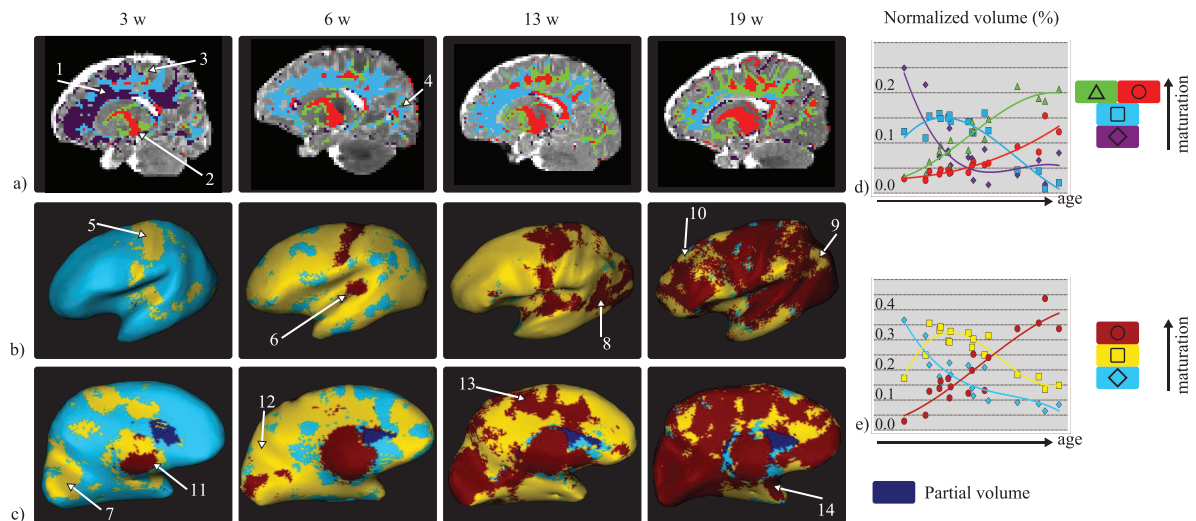 3 w 6 w 13 w 19 w Normalized volume (%)
1 3 4
2
a)
0.2
0.1
0.0
maturation
d)
age
5 6 8 10 9
b)
0.4
0.3
0.2
0.1
0.0
maturation
e)
age
12 13
7 11 14
c)
Partial volume